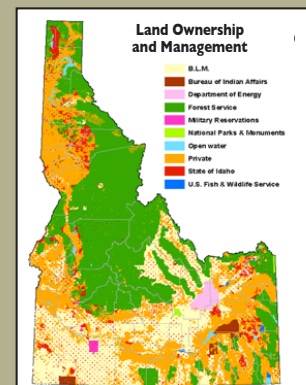 Land Ownership
and Management
B.L.M.
Bureau of Indian Affairs
Department of Energy
Forest Service
Military Reservations
National Parks & Monuments
Open water
Private
State of Idaho
U.S. Fish & Wildlife Service